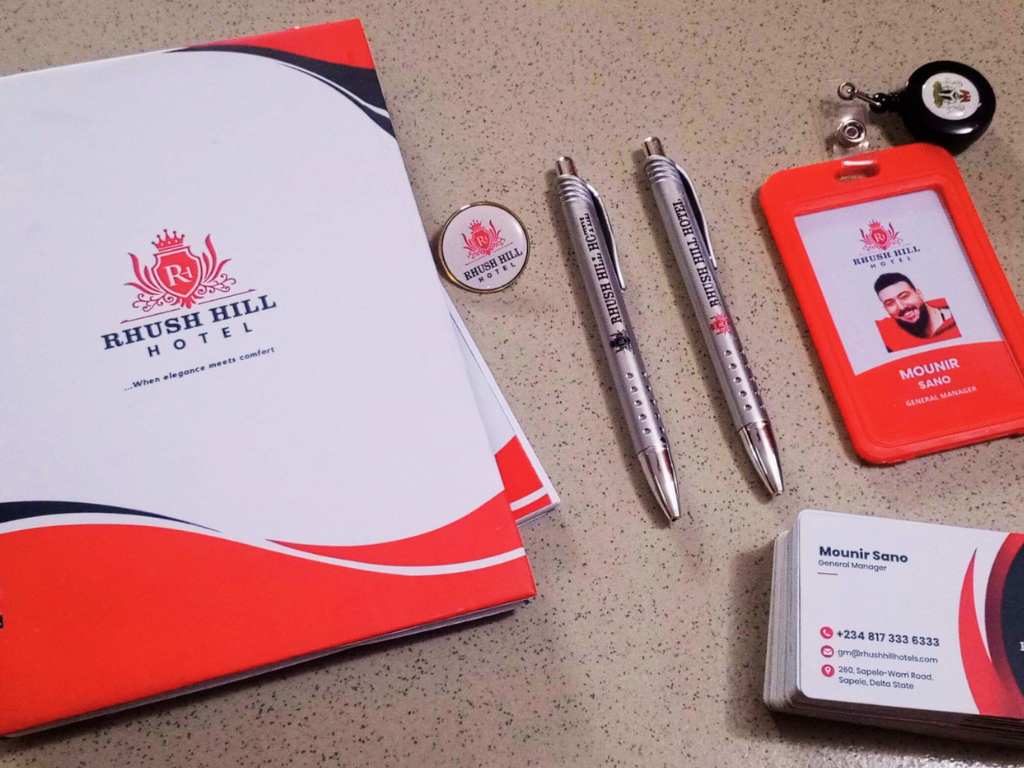 RH
RHUSH HILL
HOTEL
...When elegance meets comfort
RHUSH HILL
HOTEL
RHUSH HILL HOTEL
RHUSH HILL HOTEL
RHUSH HILL
HOTEL
MOUNIR
SANO
GENERAL MANAGER
Mounir Sano
General Manager
+234 817 333 6333
gm@rhushhillhotels.com
260, Sapele-Warri Road,
Sapele, Delta State